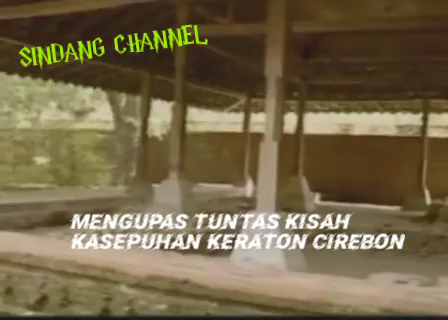 SINDANG CHANNEL
MENGUPAS TUNTAS KISAH
KASEPUHAN KERATON CIREBON